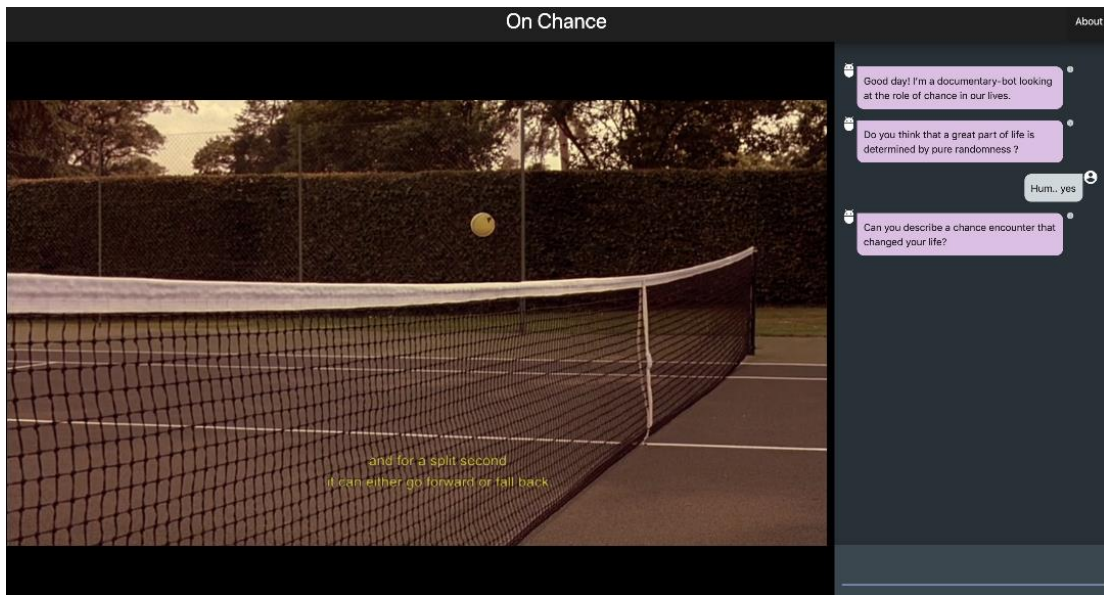 On Chance
About
Good day! I'm a documentary-bot looking
at the role of chance in our lives.
Do you think that a great part of life is
determined by pure randomness ?
Hum.. yes
Can you describe a chance encounter that
changed your life?
and for a split second
it can either go forward or fall back